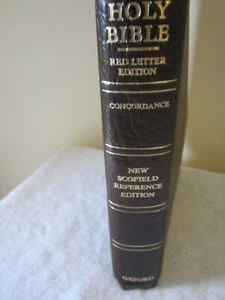 HOLY
BIBLE
RED LETTER
EDITION
CONCORDANCE
NEW
SCOFIELD
REFERENCE
EDITION
OXFORD